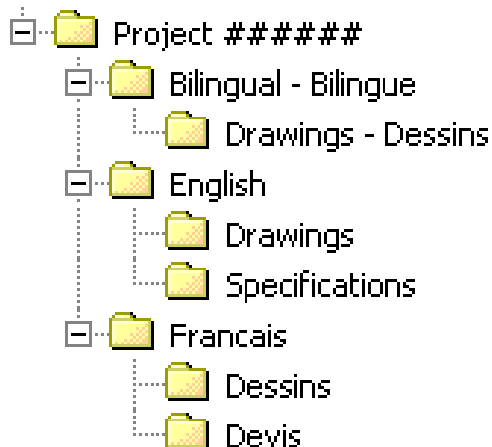 Project ######
Bilingual - Bilingue
Drawings - Dessins
English
Drawings
Specifications
Francais
Dessins
Devis